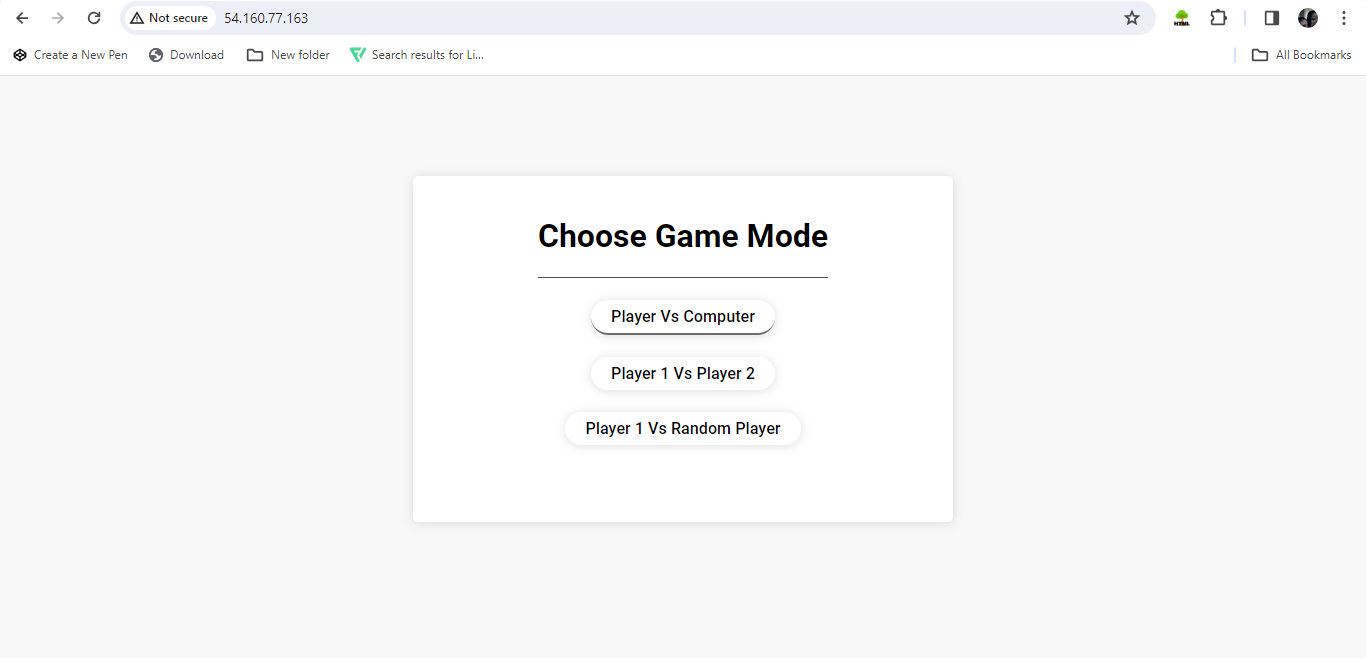 Not secure 54.160.77.163
HTML
Create a New Pen Download New folder Search results for Li... All Bookmarks
Choose Game Mode
Player Vs Computer
Player 1 Vs Player 2
Player 1 Vs Random Player